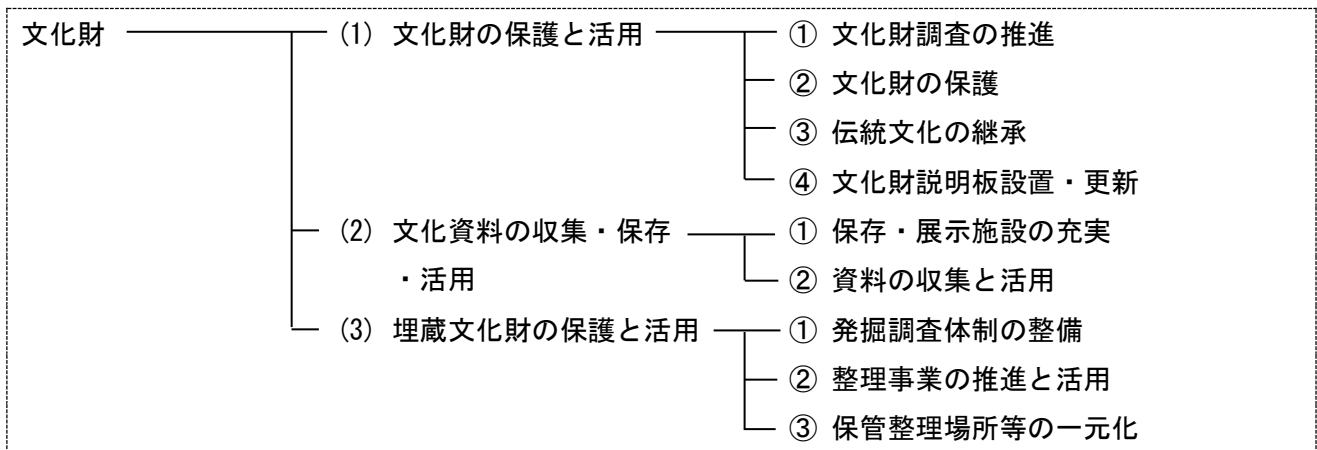 文化財 (1) 文化財の保護と活用 ① 文化財調査の推進
② 文化財の保護
③ 伝統文化の継承
④ 文化財説明板設置・更新
(2) 文化資料の収集・保存 ① 保存・展示施設の充実
・活用 ② 資料の収集と活用
(3) 埋蔵文化財の保護と活用 ① 発掘調査体制の整備
② 整理事業の推進と活用
③ 保管整理場所等の一元化